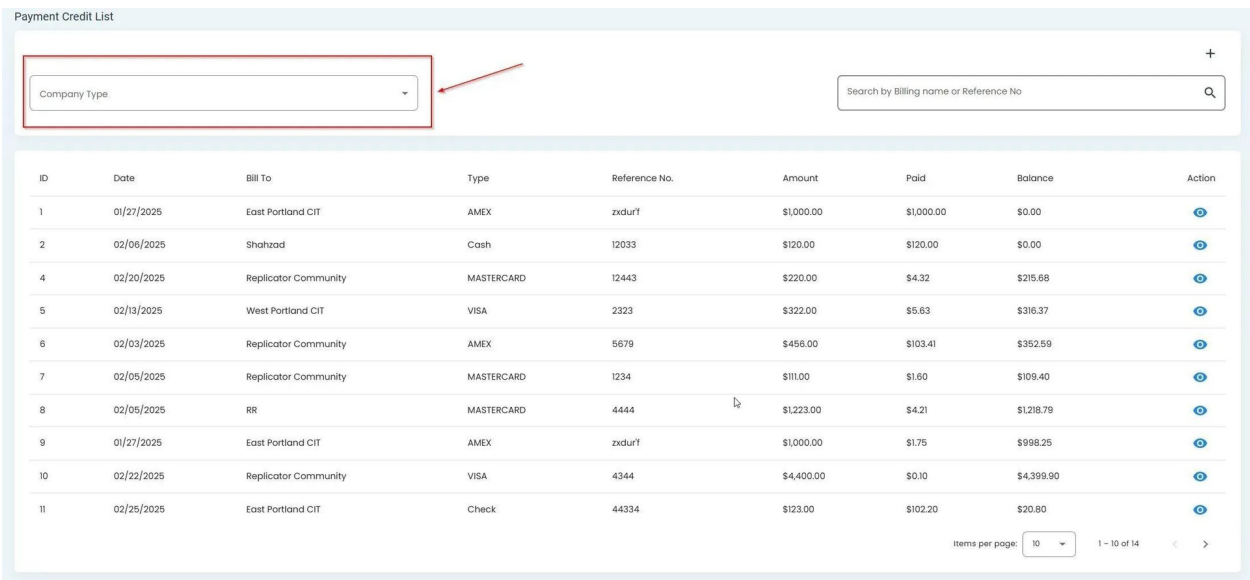 Payment Credit List
+
Company Type
Search by Billing name or Reference No
ID Date Bill To Type Reference No. Amount Paid Balance Action
1 01/27/2025 East Portland CIT AMEX zxdur'f $1,000.00 $1,000.00 $0.00
2 02/06/2025 Shahzad Cash 12033 $120.00 $120.00 $0.00
4 02/20/2025 Replicator Community MASTERCARD 12443 $220.00 $4.32 $215.68
5 02/13/2025 West Portland CIT VISA 2323 $322.00 $5.63 $316.37
6 02/03/2025 Replicator Community AMEX 5679 $456.00 $103.41 $352.59
7 02/05/2025 Replicator Community MASTERCARD 1234 $111.00 $1.60 $109.40
8 02/05/2025 RR MASTERCARD 4444 $1,223.00 $4.21 $1,218.79
9 01/27/2025 East Portland CIT AMEX zxdur'f $1,000.00 $1.75 $998.25
10 02/22/2025 Replicator Community VISA 4344 $4,400.00 $0.10 $4,399.90
11 02/25/2025 East Portland CIT Check 44334 $123.00 $102.20 $20.80
Items per page: 10 1 – 10 of 14